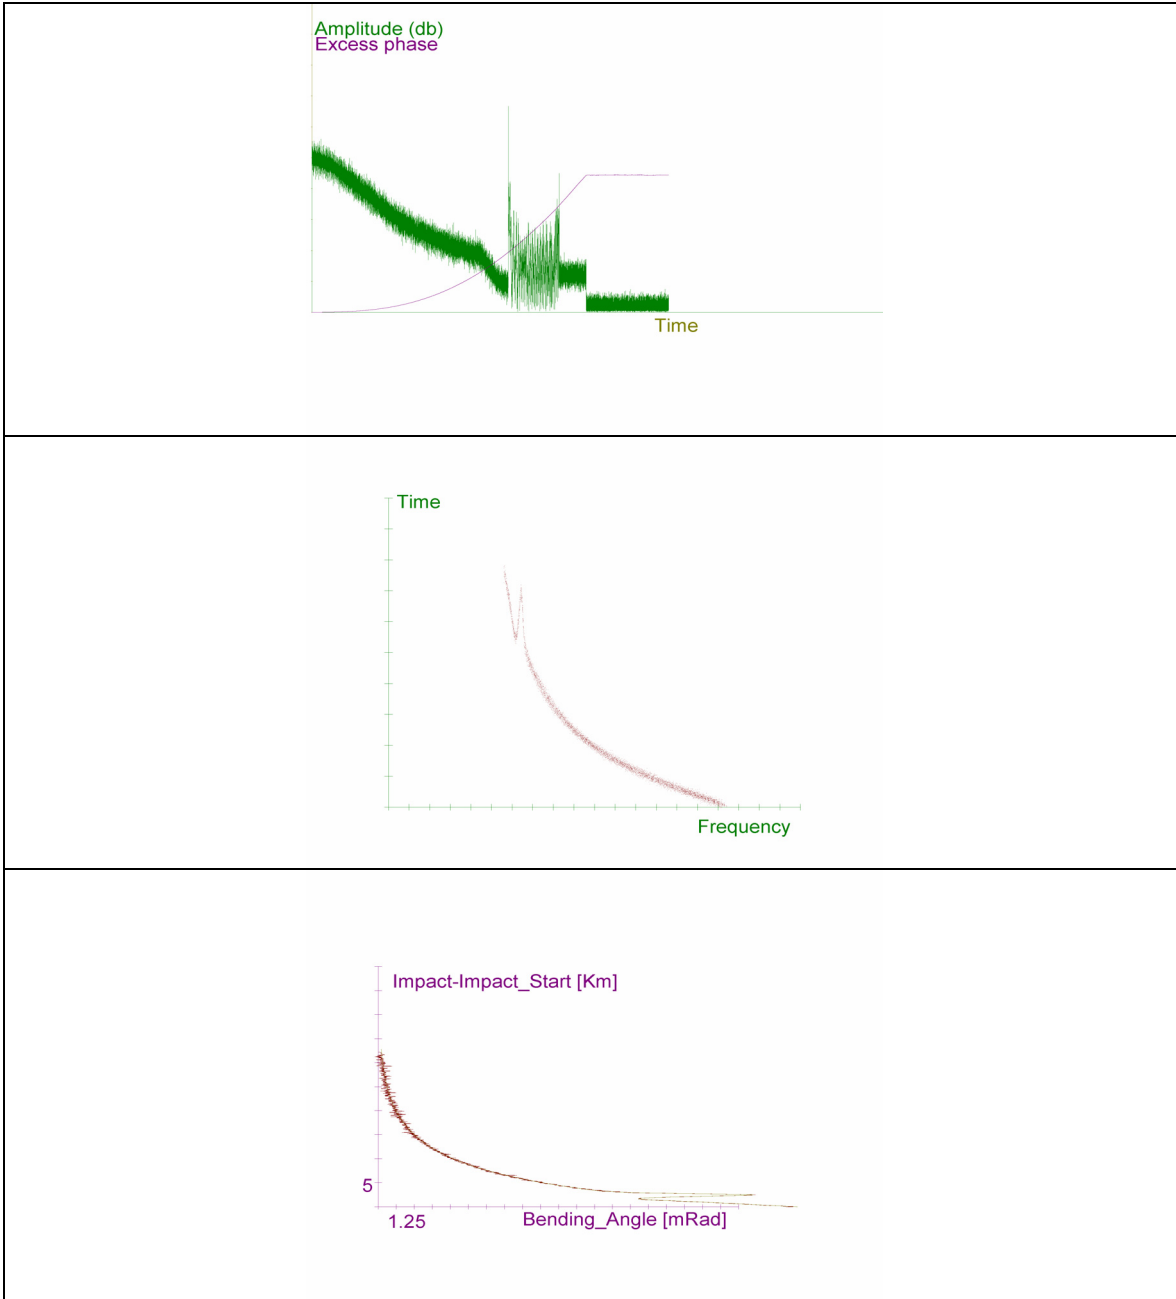 Amplitude (db)
Excess phase
Time
Time
Frequency
Impact-Impact_Start [Km]
5
1.25
Bending_Angle [mRad]